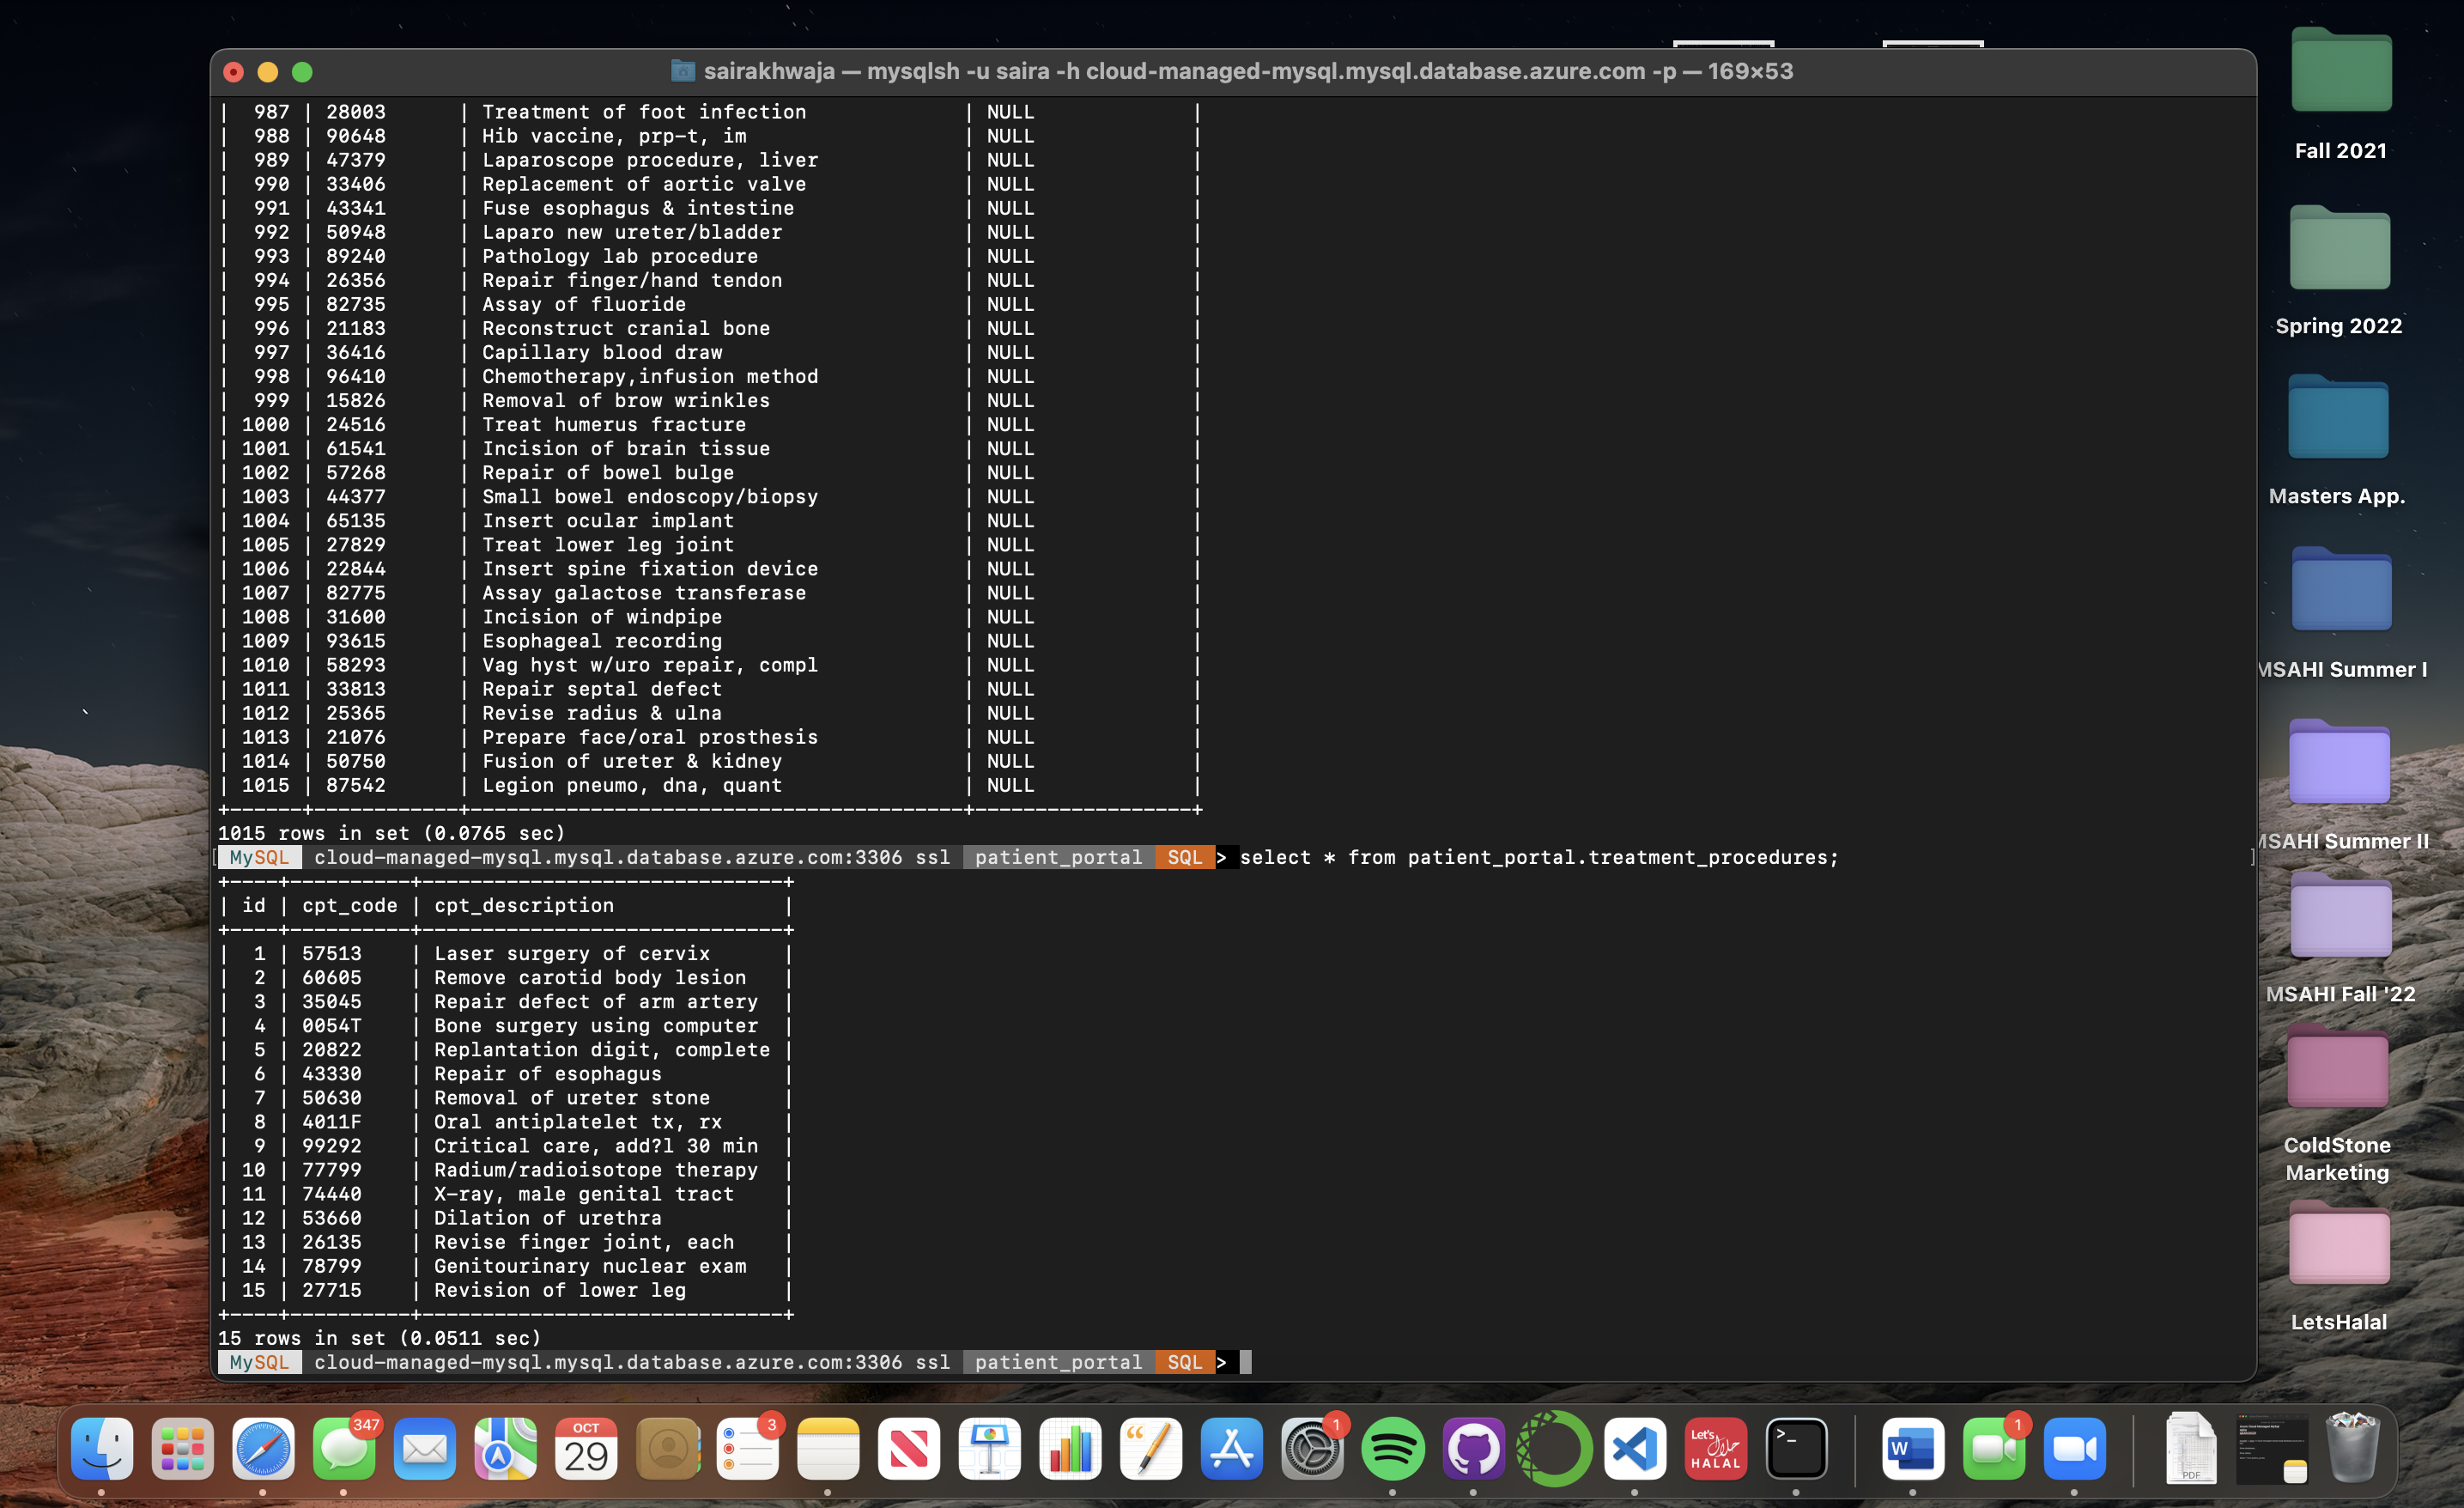 sairakhwaja — mysqlsh -u saira -h cloud-managed-mysql.mysql.database.azure.com -p — 169×53
| 987 | 28003 | Treatment of foot infection | NULL |
| 988 | 90648 | Hib vaccine, prp-t, im | NULL |
| 989 | 47379 | Laparoscope procedure, liver | NULL |
| 990 | 33406 | Replacement of aortic valve | NULL |
| 991 | 43341 | Fuse esophagus & intestine | NULL |
| 992 | 50948 | Laparo new ureter/bladder | NULL |
| 993 | 89240 | Pathology lab procedure | NULL |
| 994 | 26356 | Repair finger/hand tendon | NULL |
| 995 | 82735 | Assay of fluoride | NULL |
| 996 | 21183 | Reconstruct cranial bone | NULL |
| 997 | 36416 | Capillary blood draw | NULL |
| 998 | 96410 | Chemotherapy,infusion method | NULL |
| 999 | 15826 | Removal of brow wrinkles | NULL |
| 1000 | 24516 | Treat humerus fracture | NULL |
| 1001 | 61541 | Incision of brain tissue | NULL |
| 1002 | 57268 | Repair of bowel bulge | NULL |
| 1003 | 44377 | Small bowel endoscopy/biopsy | NULL |
| 1004 | 65135 | Insert ocular implant | NULL |
| 1005 | 27829 | Treat lower leg joint | NULL |
| 1006 | 22844 | Insert spine fixation device | NULL |
| 1007 | 82775 | Assay galactose transferase | NULL |
| 1008 | 31600 | Incision of windpipe | NULL |
| 1009 | 93615 | Esophageal recording | NULL |
| 1010 | 58293 | Vag hyst w/uro repair, compl | NULL |
| 1011 | 33813 | Repair septal defect | NULL |
| 1012 | 25365 | Revise radius & ulna | NULL |
| 1013 | 21076 | Prepare face/oral prosthesis | NULL |
| 1014 | 50750 | Fusion of ureter & kidney | NULL |
| 1015 | 87542 | Legion pneumo, dna, quant | NULL |
1015 rows in set (0.0765 sec)
MySQL cloud-managed-mysql.mysql.database.azure.com:3306 ssl patient_portal SQL > select * from patient_portal.treatment_procedures;
| id | cpt_code | cpt_description |
| 1 | 57513 | Laser surgery of cervix |
| 2 | 60605 | Remove carotid body lesion |
| 3 | 35045 | Repair defect of arm artery |
| 4 | 0054T | Bone surgery using computer |
| 5 | 20822 | Replantation digit, complete |
| 6 | 43330 | Repair of esophagus |
| 7 | 50630 | Removal of ureter stone |
| 8 | 4011F | Oral antiplatelet tx, rx |
| 9 | 99292 | Critical care, add?l 30 min |
| 10 | 77799 | Radium/radioisotope therapy |
| 11 | 74440 | X-ray, male genital tract |
| 12 | 53660 | Dilation of urethra |
| 13 | 26135 | Revise finger joint, each |
| 14 | 78799 | Genitourinary nuclear exam |
| 15 | 27715 | Revision of lower leg |
15 rows in set (0.0511 sec)
MySQL cloud-managed-mysql.mysql.database.azure.com:3306 ssl patient_portal SQL >
Fall 2021
Spring 2022
Masters App.
MSAHI Summer I
MSAHI Summer II
MSAHI Fall '22
ColdStone
Marketing
LetsHalal
347
OCT
29
3
1
Let's
حلال
HALAL
>_
W
1
PDF